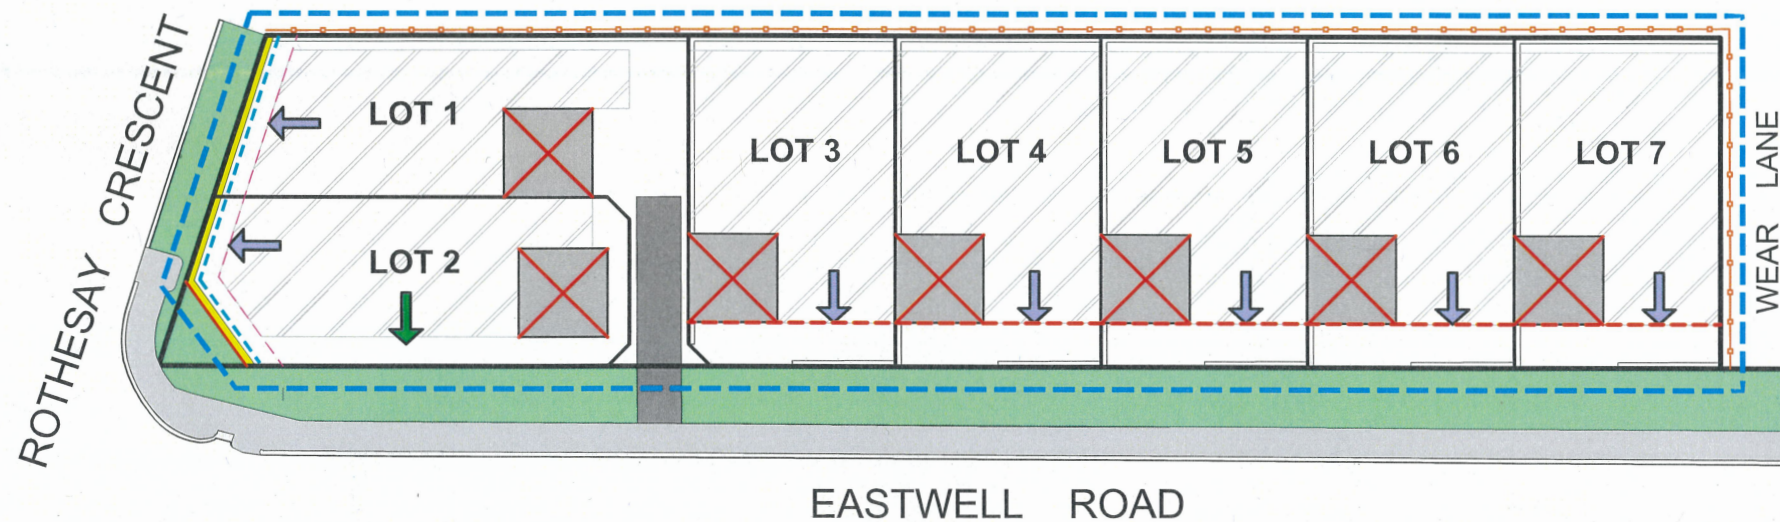 ROTHESAY CRESCENT
LOT 1
LOT 2
LOT 3
LOT 4
LOT 5
LOT 6
LOT 7
WEAR LANE
EASTWELL ROAD